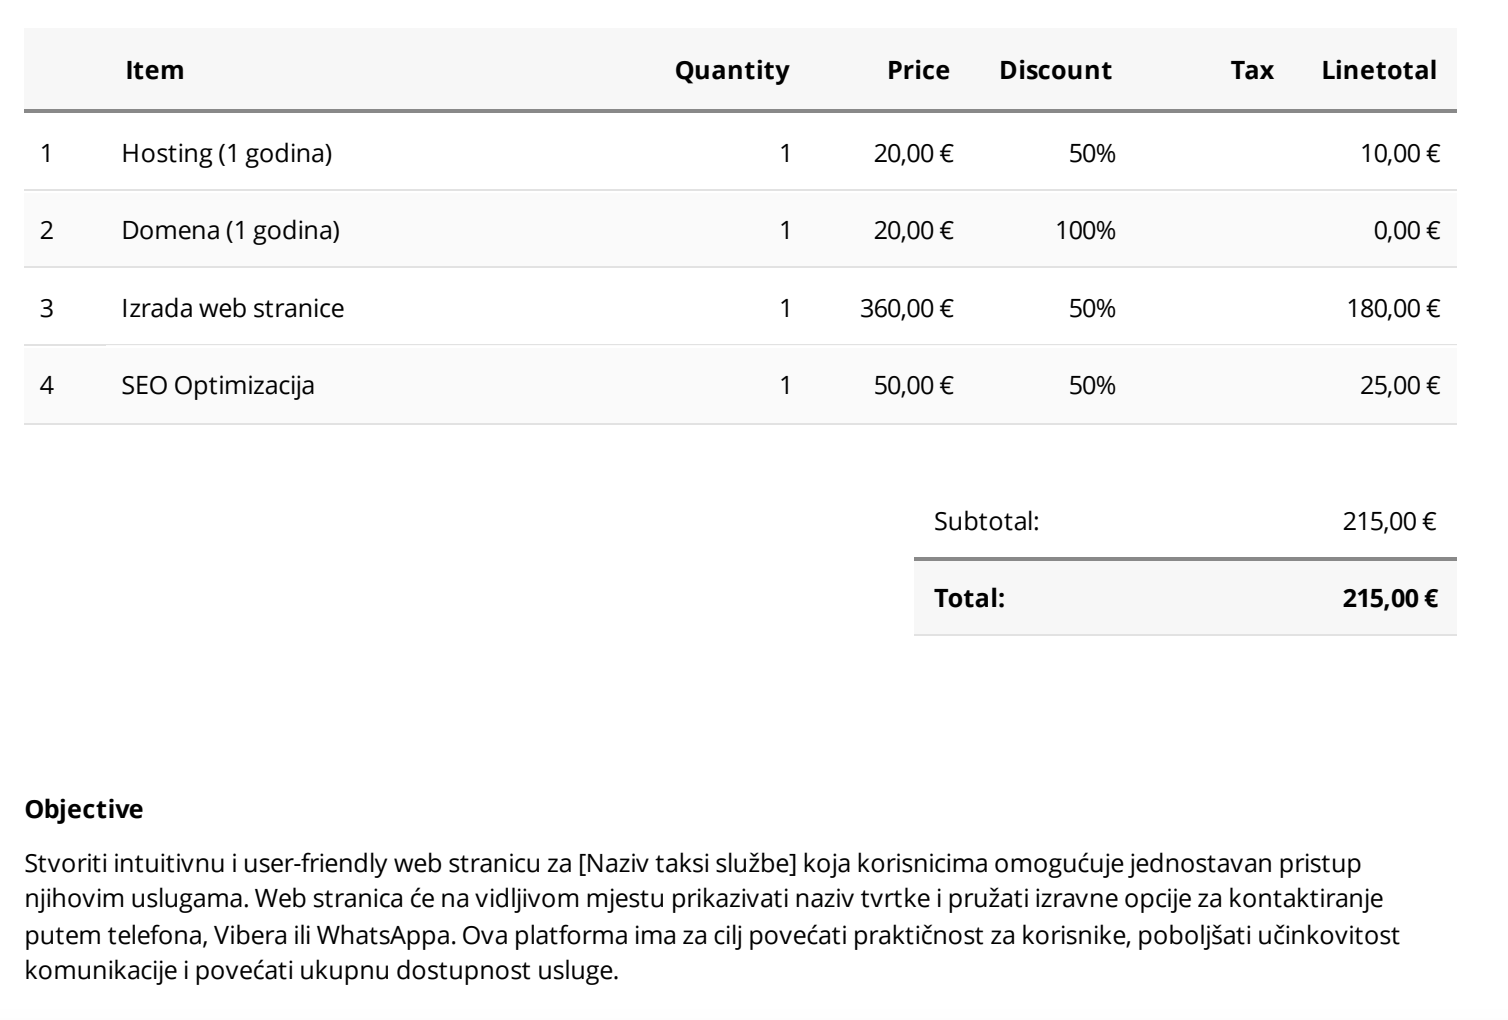 Item Quantity Price Discount Tax Linetotal
1 Hosting (1 godina) 1 20,00 € 50% 10,00 €
2 Domena (1 godina) 1 20,00 € 100% 0,00 €
3 Izrada web stranice 1 360,00 € 50% 180,00 €
4 SEO Optimizacija 1 50,00 € 50% 25,00 €
Subtotal: 215,00 €
Total: 215,00 €
Objective
Stvoriti intuitivnu i user-friendly web stranicu za [Naziv taksi službe] koja korisnicima omogućuje jednostavan pristup
njihovim uslugama. Web stranica će na vidljivom mjestu prikazivati naziv tvrtke i pružati izravne opcije za kontaktiranje
putem telefona, Vibera ili WhatsAppa. Ova platforma ima za cilj povećati praktičnost za korisnike, poboljšati učinkovitost
komunikacije i povećati ukupnu dostupnost usluge.